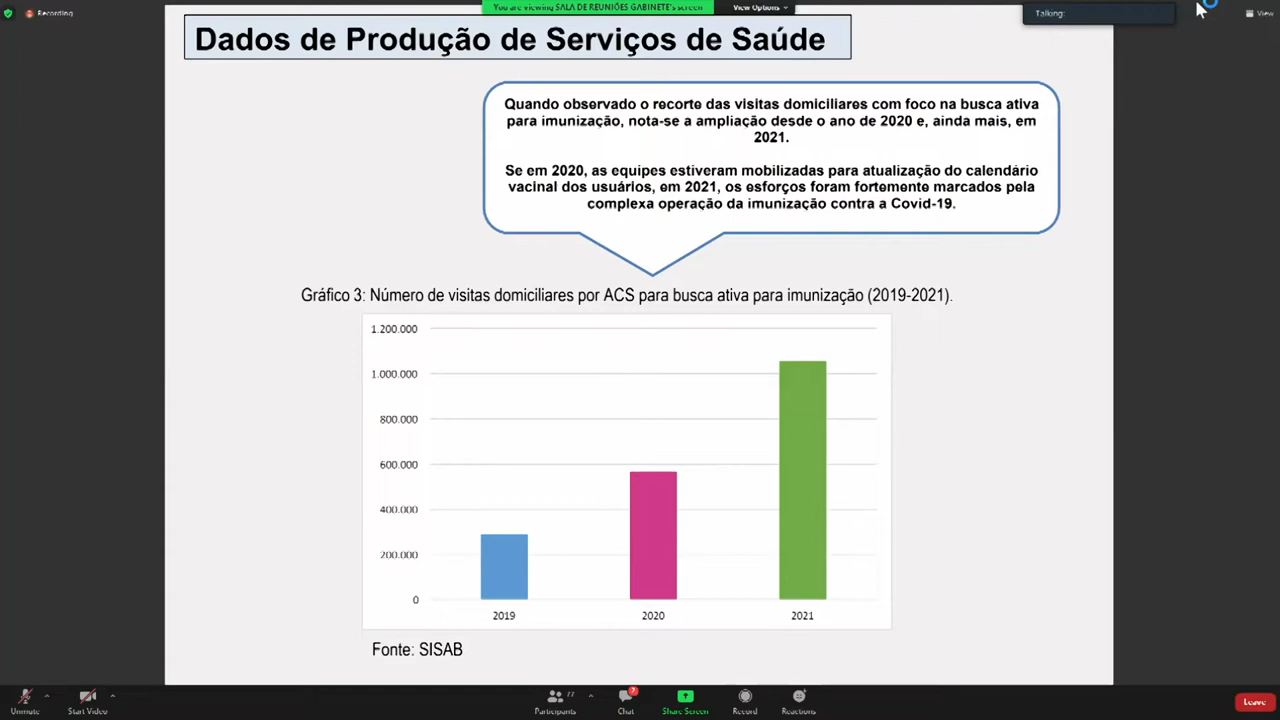 Recording
You are viewing SALA DE REUNIÕES GABINETE's screen
View Options
Talking:
View
Dados de Produção de Serviços de Saúde
Quando observado o recorte das visitas domiciliares com foco na busca ativa
para imunização, nota-se a ampliação desde o ano de 2020 e, ainda mais, em
2021.
Se em 2020, as equipes estiveram mobilizadas para atualização do calendário
vacinal dos usuários, em 2021, os esforços foram fortemente marcados pela
complexa operação da imunização contra a Covid-19.
Gráfico 3: Número de visitas domiciliares por ACS para busca ativa para imunização (2019-2021).
1.200.000
1.000.000
800.000
600.000
400.000
200.000
0
2019
2020
2021
Fonte: SISAB
Unmute
Start Video
77
Participants
7
Chat
Share Screen
Record
Reactions
Leave